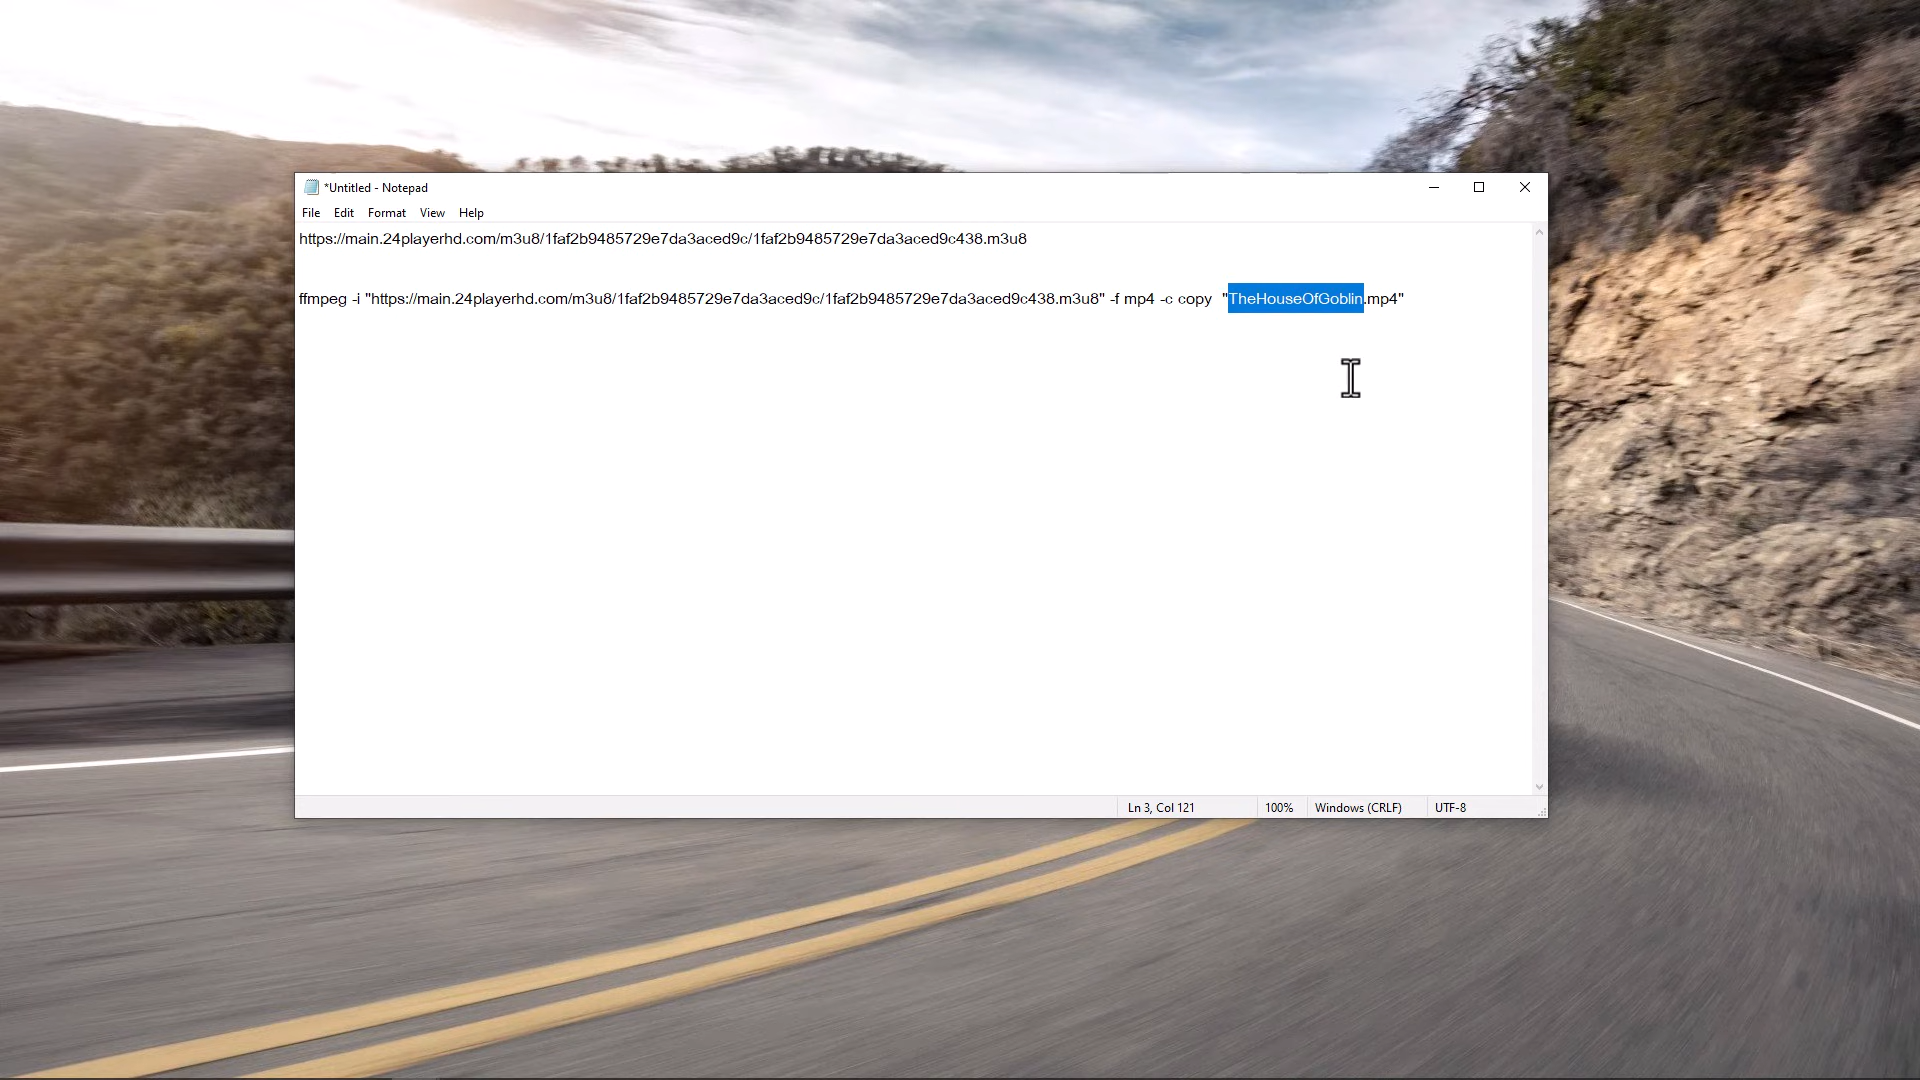 *Untitled - Notepad
File Edit Format View Help
https://main.24playerhd.com/m3u8/1faf2b9485729e7da3aced9c/1faf2b9485729e7da3aced9c438.m3u8
ffmpeg -i "https://main.24playerhd.com/m3u8/1faf2b9485729e7da3aced9c/1faf2b9485729e7da3aced9c438.m3u8" -f mp4 -c copy  "TheHouseOfGoblin.mp4"
Ln 3, Col 121 100% Windows (CRLF) UTF-8